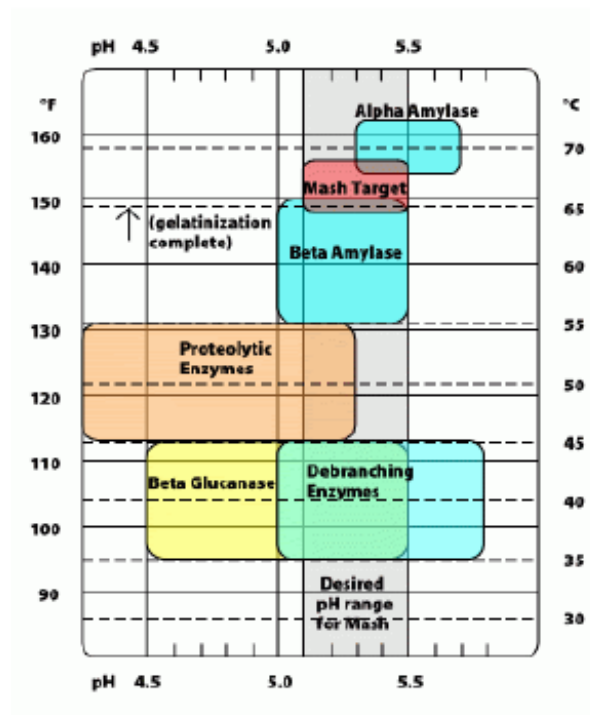 pH 4.5 5.0 5.5
°F °C
Alpha Amylase
160
70
Mash Target
150
65
(gelatinization
complete)
Beta Amylase
140 60
130 55
Proteolytic
Enzymes
50
120
45
110
Debranching
Beta Glucanase
Enzymes
40
100
35
Desired
90
pH range
for Mash
30
pH 4.5 5.0 5.5